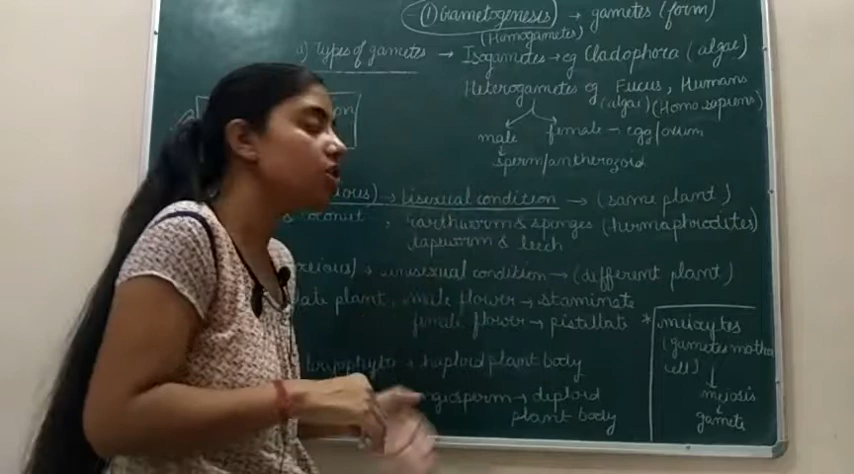 ① Gametogenesis → gametes (form)
(Homogametes)
a) Types of gametes → Isogametes → eg Cladophora (algae)
Heterogametes eg Fucus, Humans
(algae) (Homo sapiens)
male female → egg/ovum
sperm/antherozoid
bisexual condition → (same plant)
coconut, Earthworm & sponges (hermaphrodites)
tapeworm & leech
unisexual condition → (different plant)
plant, male flower → staminate
female flower → pistillate
haploid plant body
diploid
plant body
* meiocytes
(gametes mother
cell)
↓
meiosis
↓
gamete